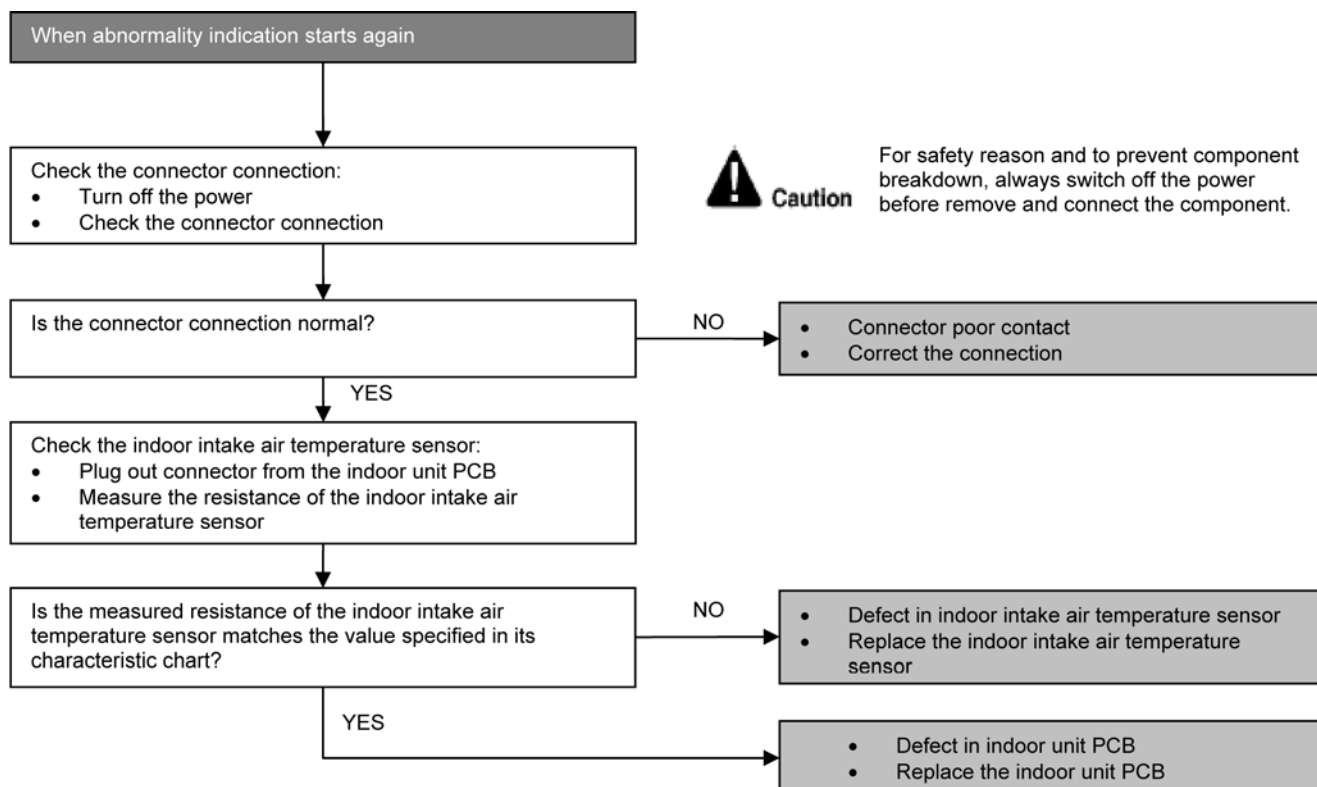 When abnormality indication starts again
Check the connector connection:
• Turn off the power
• Check the connector connection
Caution
For safety reason and to prevent component
breakdown, always switch off the power
before remove and connect the component.
Is the connector connection normal?
NO
• Connector poor contact
• Correct the connection
YES
Check the indoor intake air temperature sensor:
• Plug out connector from the indoor unit PCB
• Measure the resistance of the indoor intake air
temperature sensor
Is the measured resistance of the indoor intake air
temperature sensor matches the value specified in its
characteristic chart?
NO
• Defect in indoor intake air temperature sensor
• Replace the indoor intake air temperature
sensor
YES
• Defect in indoor unit PCB
• Replace the indoor unit PCB